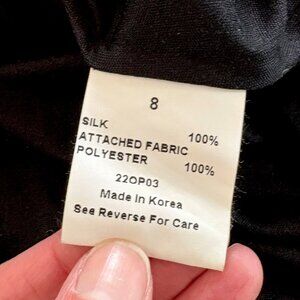 8
SILK 100%
ATTACHED FABRIC
POLYESTER 100%
22OP03
Made In Korea
See Reverse For Care